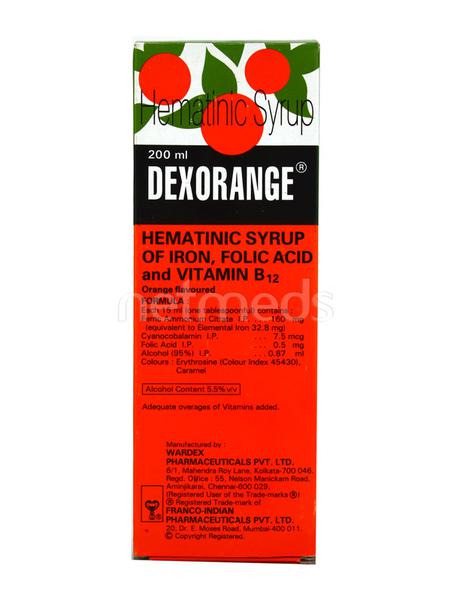 Hematinic Syrup
200 ml
DEXORANGE®
HEMATINIC SYRUP
OF IRON, FOLIC ACID
and VITAMIN B12
Orange flavoured
netmeds
FORMULA :
Each 15 ml (one tablespoonful) contains :
Ferric Ammonium Citrate I.P. ... 160 mg
(equivalent to Elemental Iron 32.8 mg)
Cyanocobalamin I.P. ... 7.5 mcg
Folic Acid I.P. ... 0.5 mg
Alcohol (95%) I.P. ... 0.87 ml
Colours : Erythrosine (Colour Index 45430),
Caramel
Alcohol Content 5.5% v/v
Adequate overages of Vitamins added.
Manufactured by :
WARDEX
PHARMACEUTICALS PVT. LTD.
6/1, Mahendra Roy Lane, Kolkata-700 046.
Regd. Office : 55, Nelson Manickam Road,
Aminjikarai, Chennai-600 029,
(Registered User of the Trade-marka ®)
® Registered Trade-mark of
FRANCO-INDIAN
PHARMACEUTICALS PVT. LTD.
20, Dr. E. Moses Road, Mumbai-400 011.
© Copyright Registered.